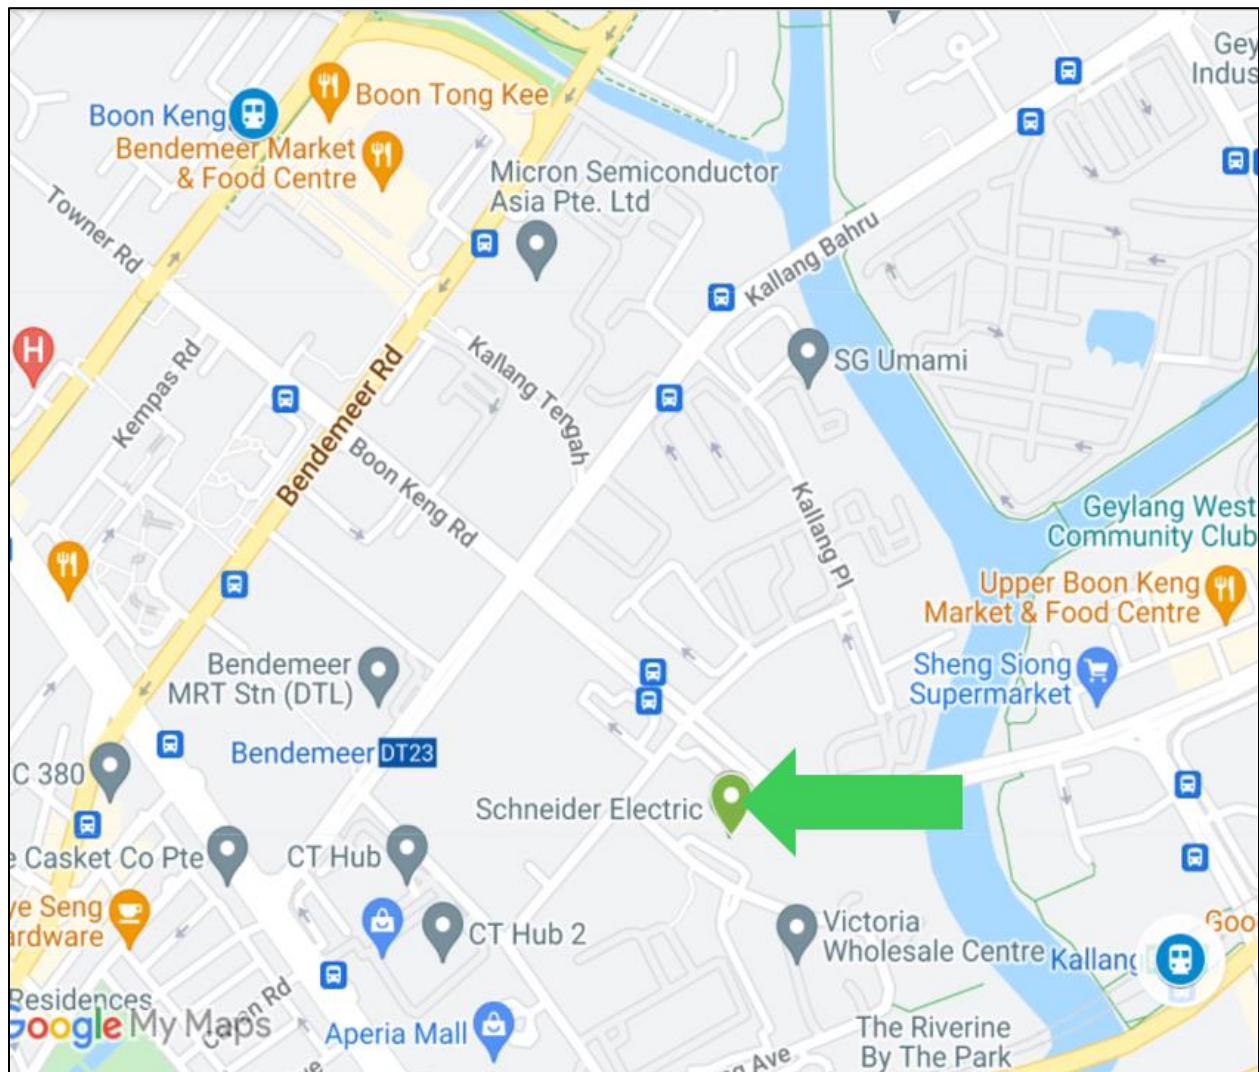 Gey
Indus
Boon Tong Kee
Boon Keng
Bendemeer Market
& Food Centre
Micron Semiconductor
Asia Pte. Ltd
Towner Rd
Kallang Bahru
H
Kempas Rd
Bendemeer Rd
Kallang Tengah
SG Umami
Boon Keng Rd
Kallang Pl
Geylang West
Community Club
Upper Boon Keng
Market & Food Centre
Bendemeer
MRT Stn (DTL)
Sheng Siong
Supermarket
Bendemeer DT23
C 380
Schneider Electric
e Casket Co Pte
CT Hub
ye Seng
ardware
CT Hub 2
Victoria
Wholesale Centre
Kallang
Goo
Residences
Google My Maps
Aperia Mall
The Riverine
By The Park
g Ave